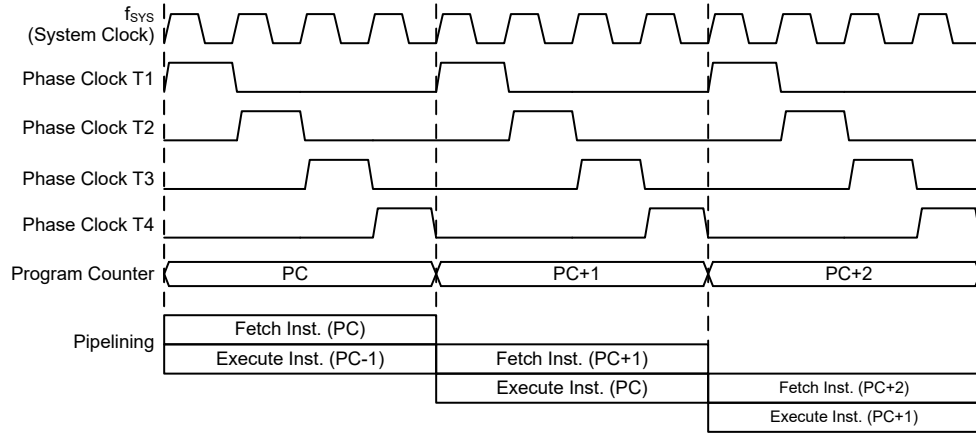 fSYS
(System Clock)
Phase Clock T1
Phase Clock T2
Phase Clock T3
Phase Clock T4
Program Counter
PC
PC+1
PC+2
Pipelining
Fetch Inst. (PC)
Execute Inst. (PC-1)
Fetch Inst. (PC+1)
Execute Inst. (PC)
Fetch Inst. (PC+2)
Execute Inst. (PC+1)